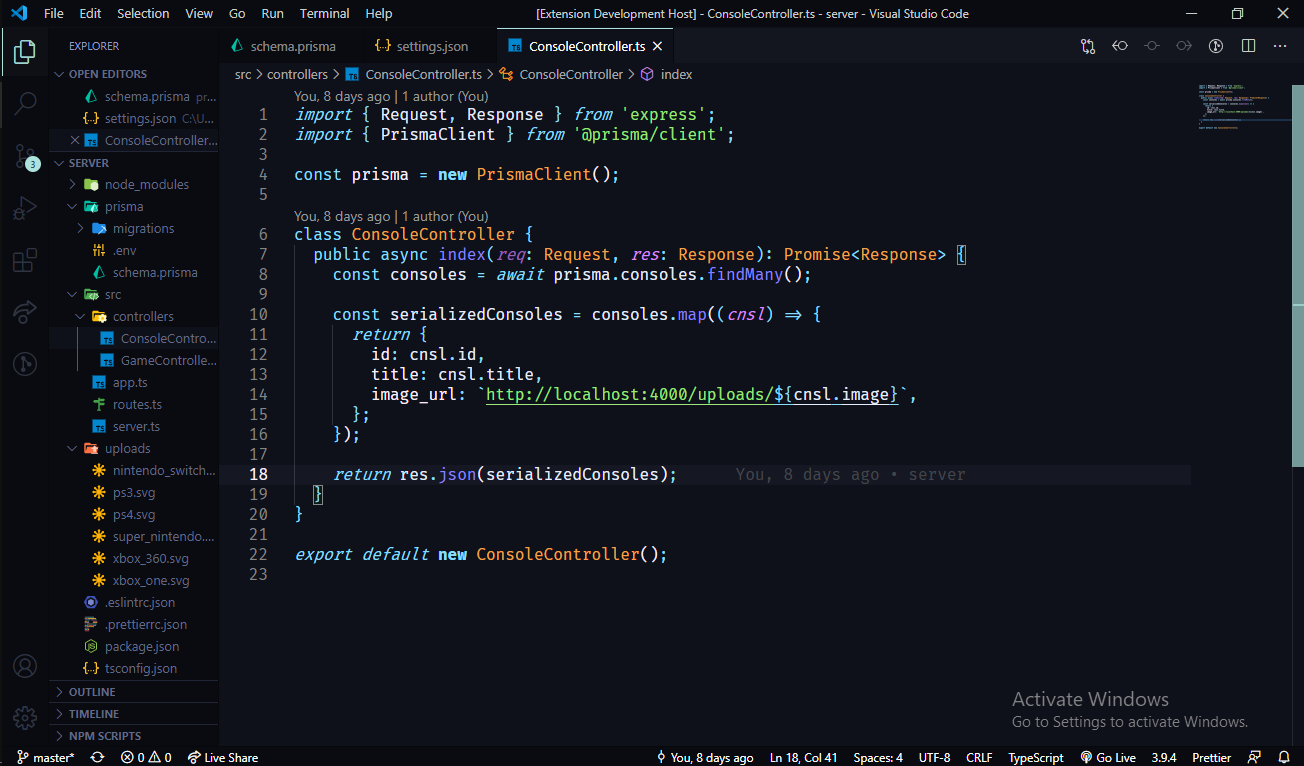 File Edit Selection View Go Run Terminal Help [Extension Development Host] - ConsoleController.ts - server - Visual Studio Code
EXPLORER
OPEN EDITORS
schema.prisma pr...
settings.json C:\U...
ConsoleController...
SERVER
node_modules
prisma
migrations
.env
schema.prisma
src
controllers
ConsoleContro...
GameControlle...
app.ts
routes.ts
server.ts
uploads
nintendo_switch...
ps3.svg
ps4.svg
super_nintendo....
xbox_360.svg
xbox_one.svg
.eslintrc.json
.prettierrc.json
package.json
tsconfig.json
OUTLINE
TIMELINE
NPM SCRIPTS
3
schema.prisma settings.json TS ConsoleController.ts
src > controllers > TS ConsoleController.ts > ConsoleController > index
You, 8 days ago | 1 author (You)
1 import { Request, Response } from 'express';
2 import { PrismaClient } from '@prisma/client';
3
4 const prisma = new PrismaClient();
5
You, 8 days ago | 1 author (You)
6 class ConsoleController {
7   public async index(req: Request, res: Response): Promise<Response> {
8     const consoles = await prisma.consoles.findMany();
9
10     const serializedConsoles = consoles.map((cnsl) => {
11       return {
12         id: cnsl.id,
13         title: cnsl.title,
14         image_url: `http://localhost:4000/uploads/${cnsl.image}`,
15       };
16     });
17
18     return res.json(serializedConsoles); You, 8 days ago • server
19   }
20 }
21
22 export default new ConsoleController();
23
Activate Windows
Go to Settings to activate Windows.
master* 0 0 Live Share You, 8 days ago Ln 18, Col 41 Spaces: 4 UTF-8 CRLF TypeScript Go Live 3.9.4 Prettier